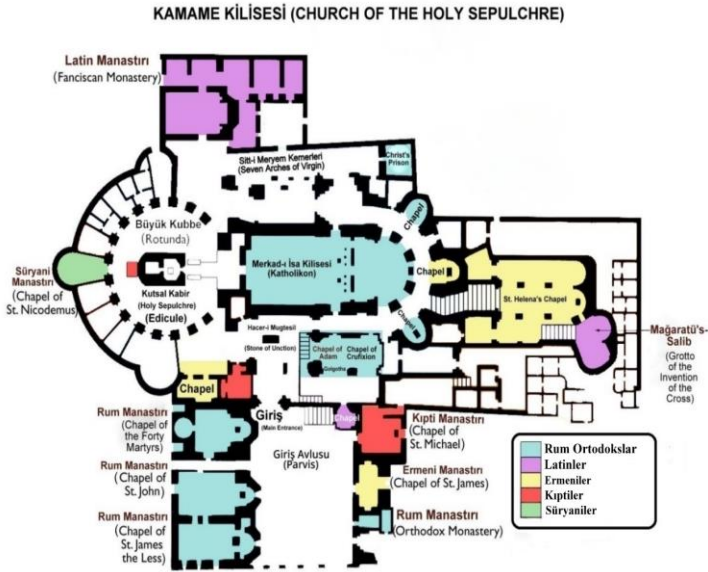 KAMAME KİLİSESİ (CHURCH OF THE HOLY SEPULCHRE)
Latin Manastırı
(Fanciscan Monastery)
Sitt-i Meryem Kemerleri
(Seven Arches of Virgin)
Christ's
Prison
Chapel
Büyük Kubbe
(Rotunda)
Merkad-ı İsa Kilisesi
(Katholikon)
Chapel
Süryani
Manastırı
(Chapel of
St. Nicodemus)
Kutsal Kabir
(Holy Sepulchre)
(Edicule)
St. Helena's Chapel
Chapel
Hacer-i Muglasil
(Stone of Unction)
Chapel of
Adam
Chapel of
Crufixion
Golgotha
Mağaratü's-
Salib
(Grotto
of the
Invention
of the
Cross)
Chapel
Rum Manastırı
(Chapel of
the Forty
Martyrs)
Giriş
(Main Entrance)
Chapel
Kıpti Manastırı
(Chapel of
St. Michael)
Giriş Avlusu
(Parvis)
Rum Manastırı
(Chapel of
St. John)
Ermeni Manastırı
(Chapel of St. James)
Rum Manastırı
(Chapel of
St. James
the Less)
Rum Manastırı
(Orthodox Monastery)
Rum Ortodokslar
Latinler
Ermeniler
Kıptiler
Süryaniler